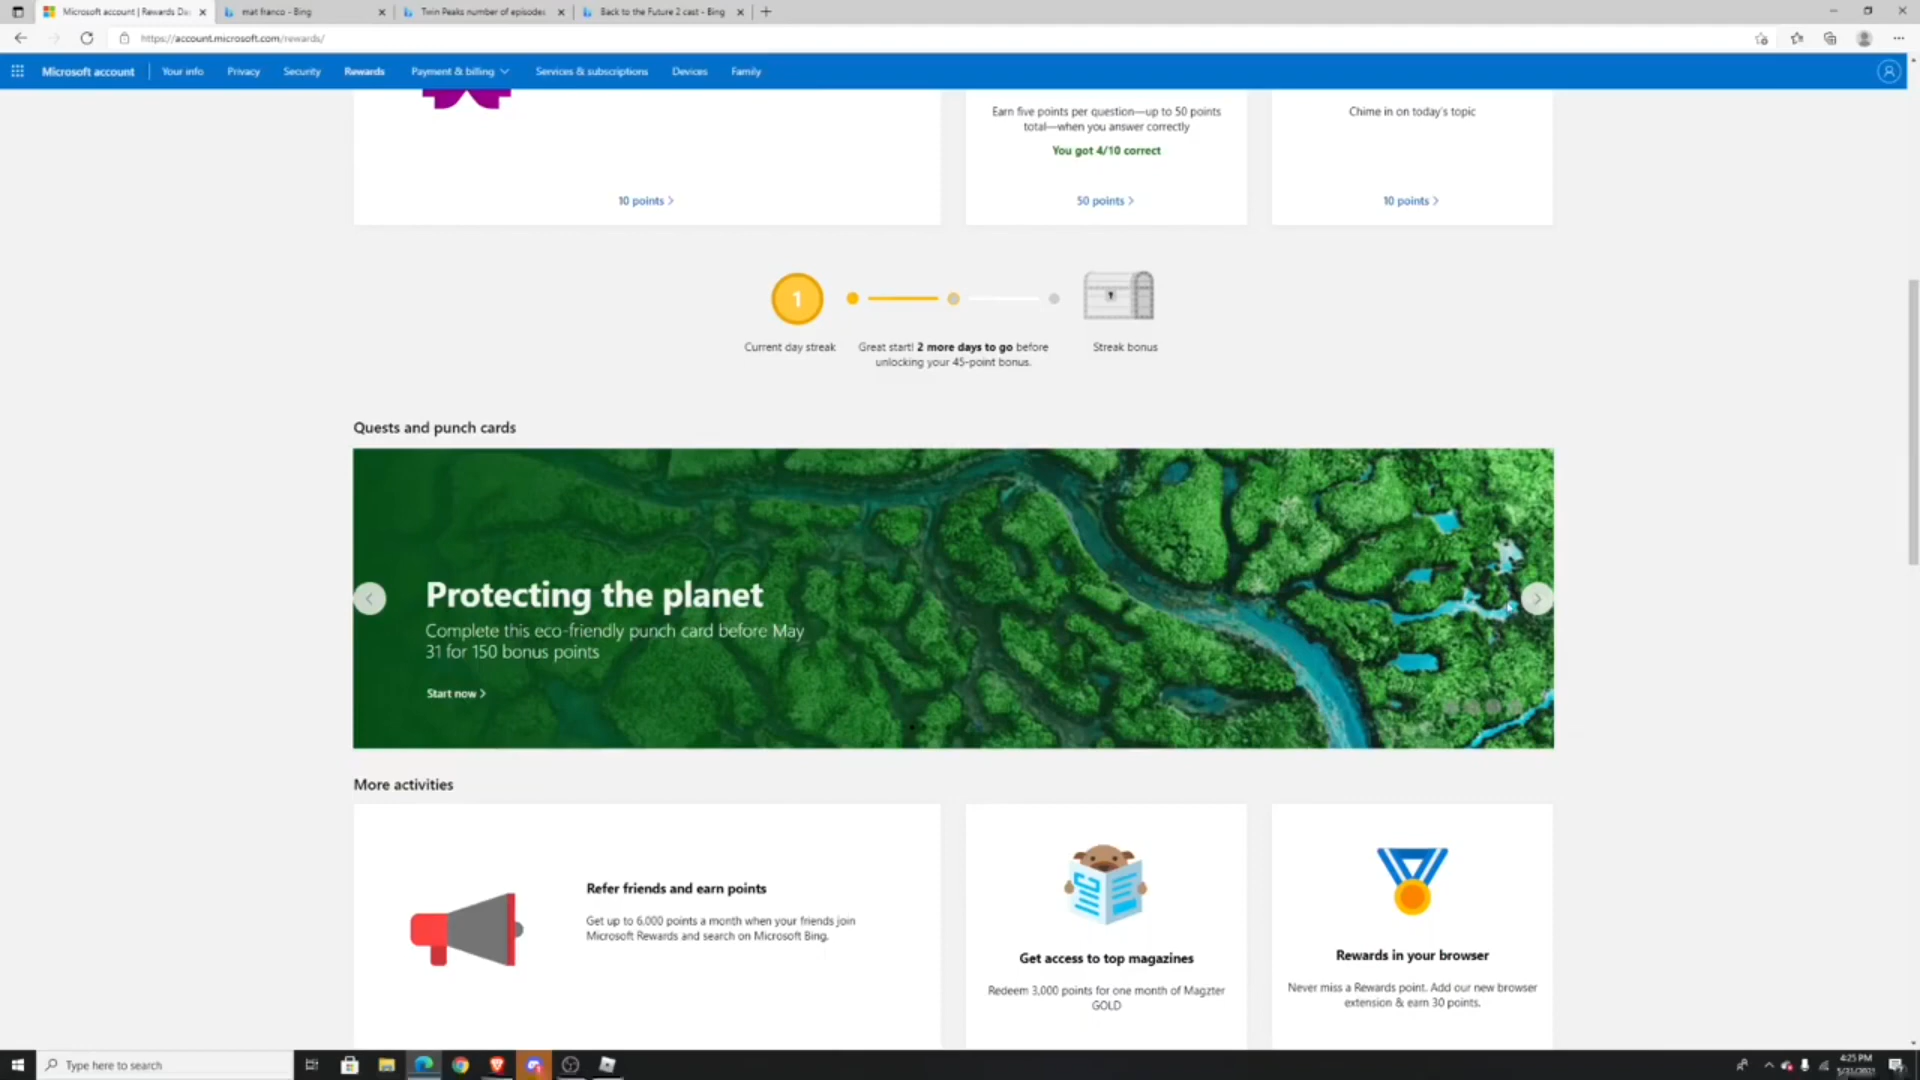 Microsoft account | Rewards Da
mat franco - Bing
Twin Peaks number of episodes
Back to the Future 2 cast - Bing
https://account.microsoft.com/rewards/
Microsoft account
Your info
Privacy
Security
Rewards
Payment & billing
Services & subscriptions
Devices
Family
Earn five points per question—up to 50 points
total—when you answer correctly
Chime in on today's topic
You got 4/10 correct
10 points >
50 points >
10 points >
1
Current day streak
Great start! 2 more days to go before
unlocking your 45-point bonus.
Streak bonus
Quests and punch cards
Protecting the planet
Complete this eco-friendly punch card before May
31 for 150 bonus points
Start now >
More activities
Refer friends and earn points
Get up to 6,000 points a month when your friends join
Microsoft Rewards and search on Microsoft Bing.
Get access to top magazines
Redeem 3,000 points for one month of Magzter
GOLD
Rewards in your browser
Never miss a Rewards point. Add our new browser
extension & earn 30 points.
Type here to search
4:25 PM